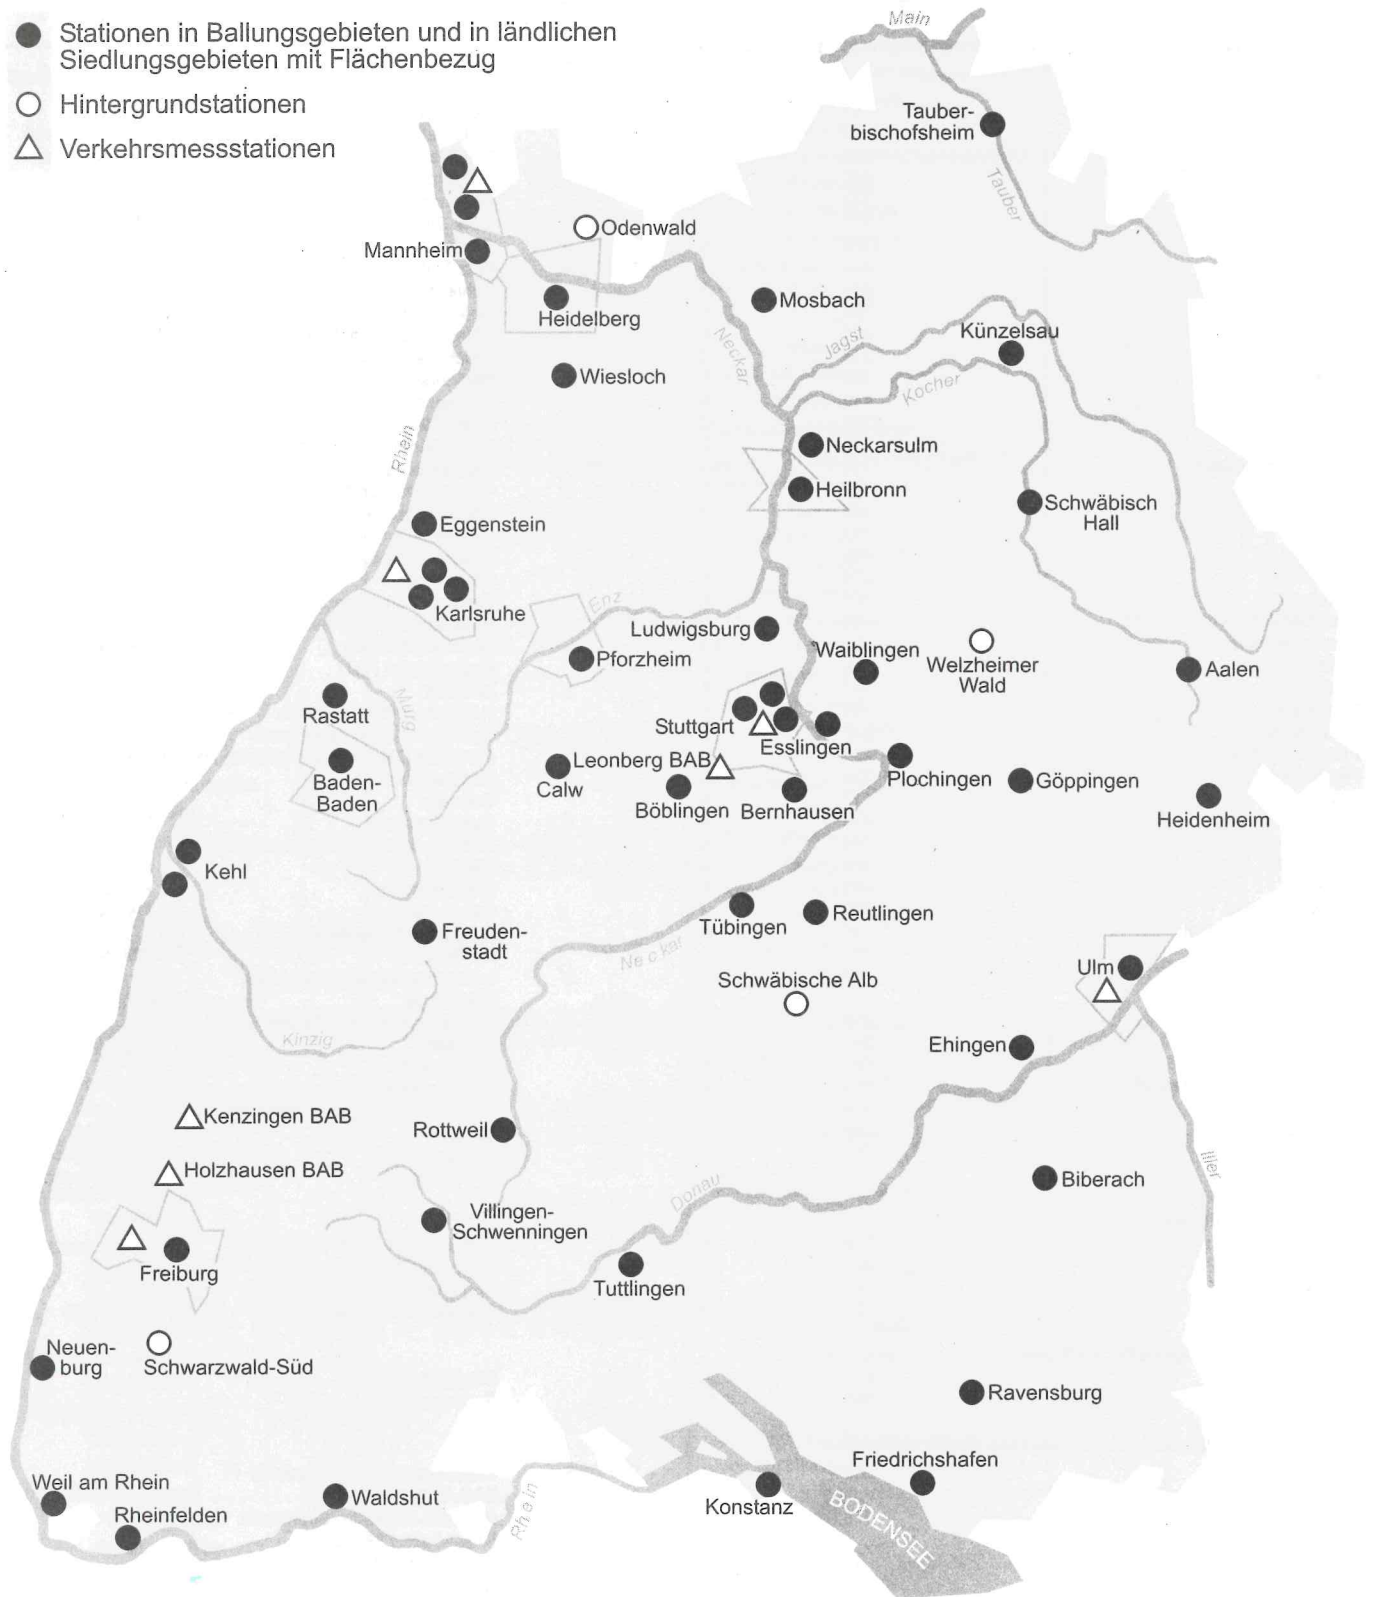 Stationen in Ballungsgebieten und in ländlichen
Siedlungsgebieten mit Flächenbezug
Hintergrundstationen
Verkehrsmessstationen
Main
Tauber-
bischofsheim
Tauber
Odenwald
Mannheim
Heidelberg
Mosbach
Künzelsau
Neckar
Jagst
Kocher
Wiesloch
Rhein
Neckarsulm
Heilbronn
Schwäbisch
Hall
Eggenstein
Karlsruhe
Enz
Ludwigsburg
Pforzheim
Waiblingen
Welzheimer
Wald
Aalen
Rastatt
Murg
Stuttgart
Esslingen
Baden-
Baden
Leonberg BAB
Calw
Böblingen
Bernhausen
Plochingen
Göppingen
Heidenheim
Kehl
Tübingen
Reutlingen
Freuden-
stadt
Neckar
Schwäbische Alb
Ulm
Kinzig
Ehingen
Kenzingen BAB
Rottweil
Holzhausen BAB
Donau
Biberach
Iller
Villingen-
Schwenningen
Freiburg
Tuttlingen
Neuen-
burg
Schwarzwald-Süd
Ravensburg
Friedrichshafen
Weil am Rhein
Rheinfelden
Waldshut
Rhein
Konstanz
BODENSEE